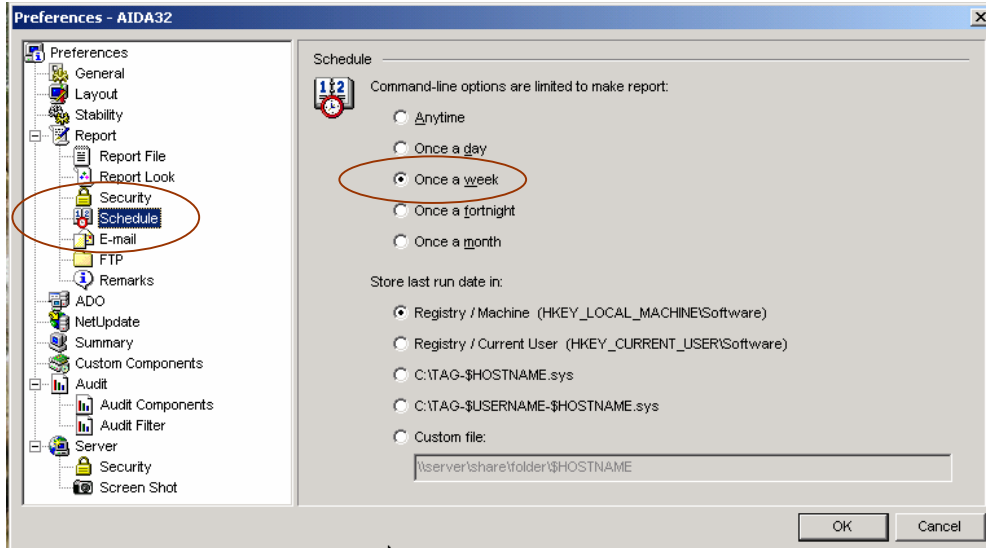 Preferences - AIDA32
Preferences
General
Layout
Stability
Report
Report File
Report Look
Security
Schedule
E-mail
FTP
Remarks
ADO
NetUpdate
Summary
Custom Components
Audit
Audit Components
Audit Filter
Server
Security
Screen Shot
Schedule
Command-line options are limited to make report:
Anytime
Once a day
Once a week
Once a fortnight
Once a month
Store last run date in:
Registry / Machine (HKEY_LOCAL_MACHINE\Software)
Registry / Current User (HKEY_CURRENT_USER\Software)
C:\TAG-$HOSTNAME.sys
C:\TAG-$USERNAME-$HOSTNAME.sys
Custom file:
\\server\share\folder\$HOSTNAME
OK
Cancel